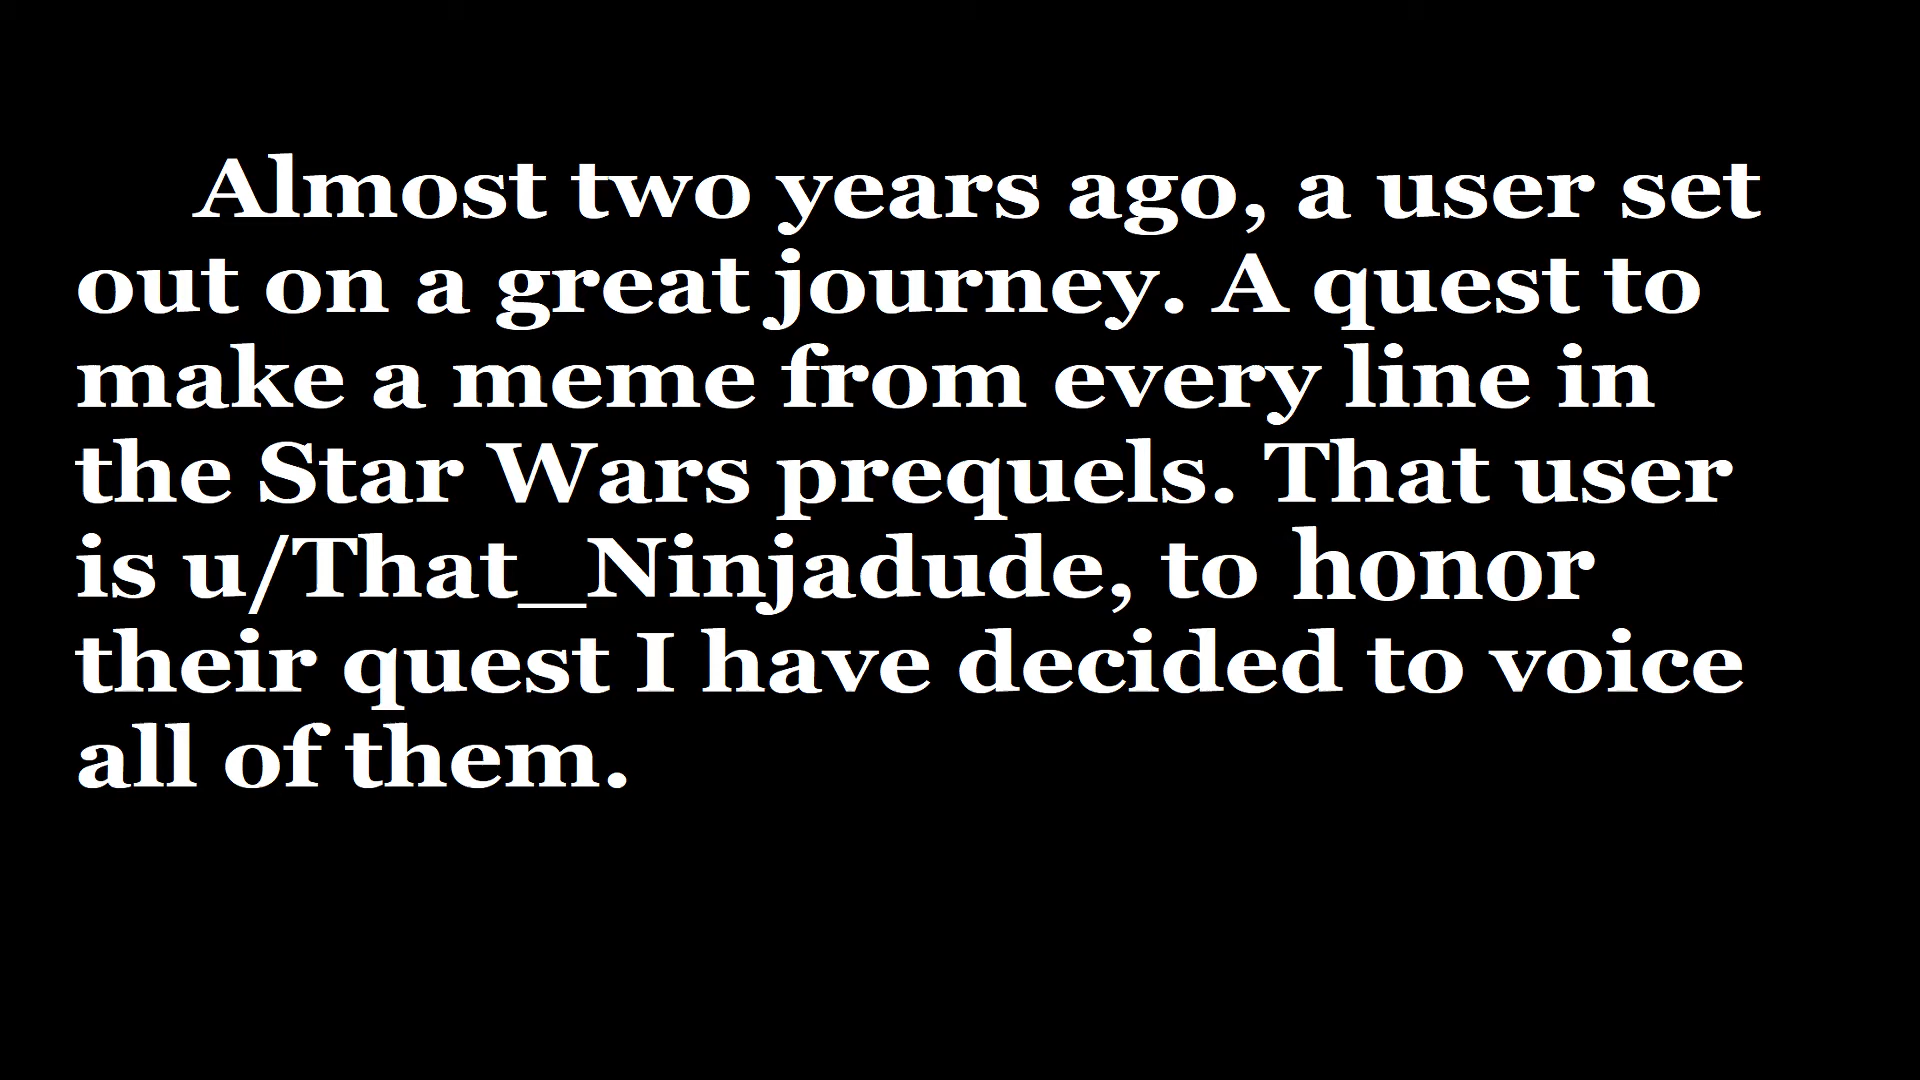 Almost two years ago, a user set
out on a great journey. A quest to
make a meme from every line in
the Star Wars prequels. That user
is u/That_Ninjadude, to honor
their quest I have decided to voice
all of them.